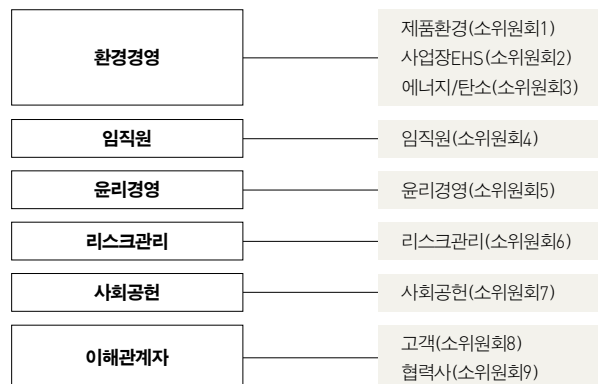 환경경영
제품환경(소위원회1)
사업장EHS(소위원회2)
에너지/탄소(소위원회3)
임직원
임직원(소위원회4)
윤리경영
윤리경영(소위원회5)
리스크관리
리스크관리(소위원회6)
사회공헌
사회공헌(소위원회7)
이해관계자
고객(소위원회8)
협력사(소위원회9)